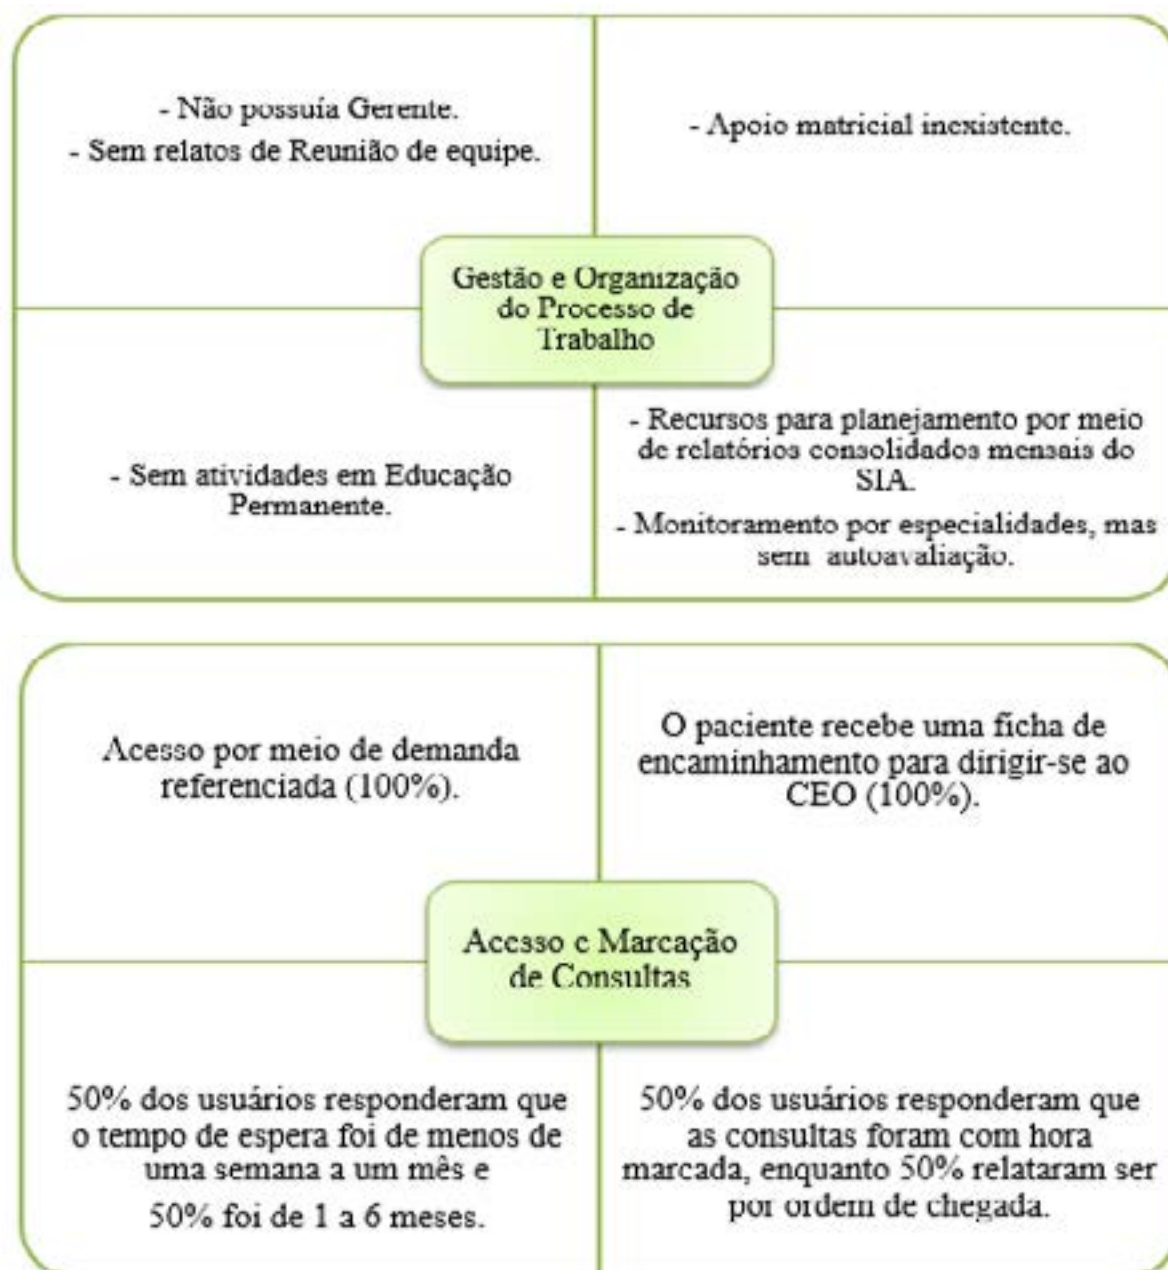 - Não possuía Gerente.
- Sem relatos de Reunião de equipe.
- Apoio matricial inexistente.
Gestão e Organização
do Processo de
Trabalho
- Sem atividades em Educação
Permanente.
- Recursos para planejamento por meio
de relatórios consolidados mensais do
SIA.
- Monitoramento por especialidades, mas
sem autoavaliação.
Acesso por meio de demanda
referenciada (100%).
O paciente recebe uma ficha de
encaminhamento para dirigir-se ao
CEO (100%).
Acesso e Marcação
de Consultas
50% dos usuários responderam que
o tempo de espera foi de menos de
uma semana a um mês e
50% foi de 1 a 6 meses.
50% dos usuários responderam que
as consultas foram com hora
marcada, enquanto 50% relataram ser
por ordem de chegada.